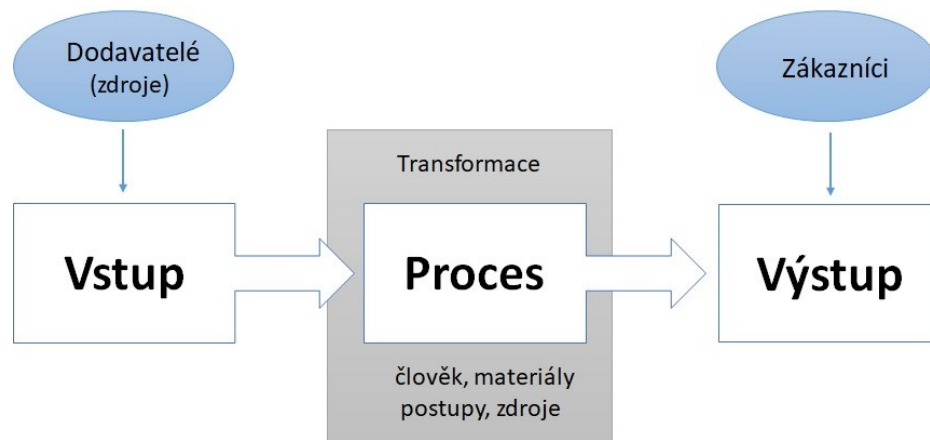 Dodavatelé
(zdroje)
Zákazníci
Transformace
Vstup
Proces
Výstup
člověk, materiály
postupy, zdroje